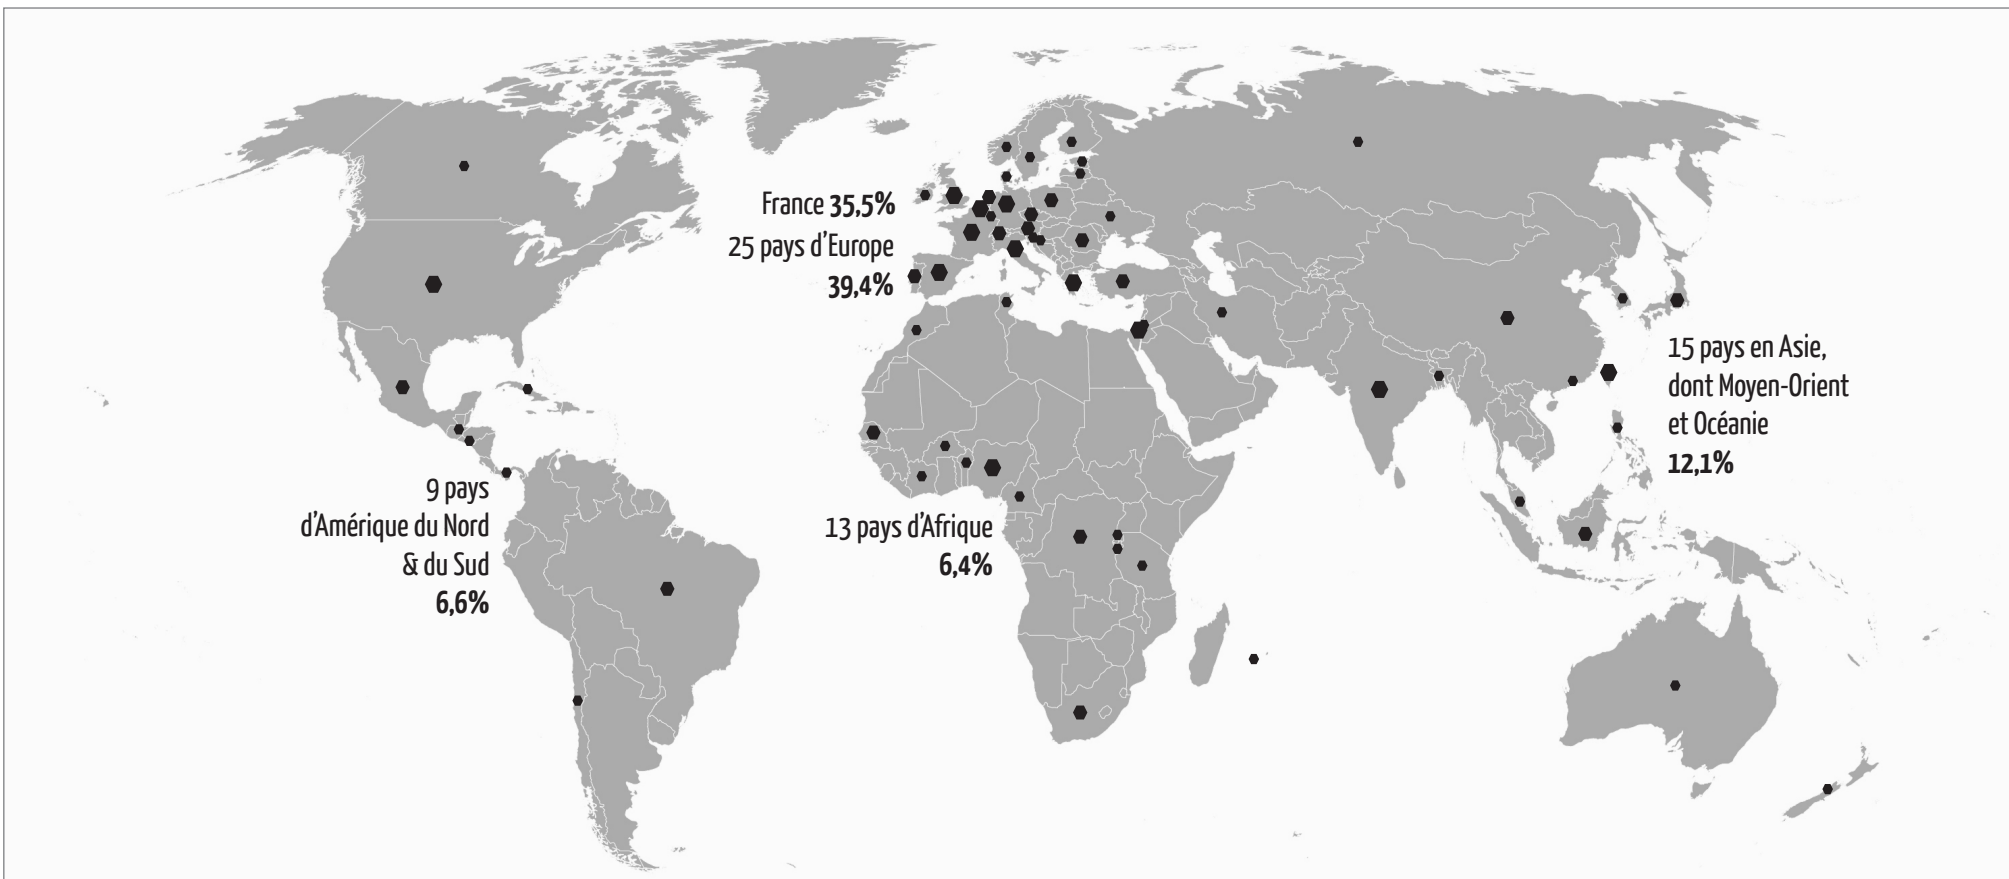 France 35,5%
25 pays d'Europe
39,4%
15 pays en Asie,
dont Moyen-Orient
et Océanie
12,1%
9 pays
d'Amérique du Nord
& du Sud
6,6%
13 pays d'Afrique
6,4%